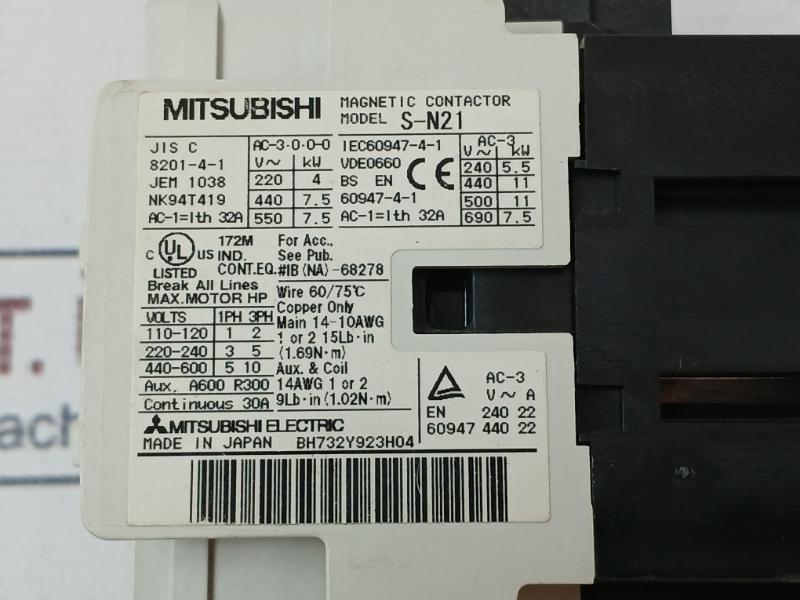 MITSUBISHI
MAGNETIC CONTACTOR
MODEL S-N21
JIS C
8201-4-1
JEM 1038
NK94T419
AC-1=Ith 32A
AC-3·0·0-0
V~ kW
220 4
440 7.5
550 7.5
IEC60947-4-1
VDE0660
BS EN
60947-4-1
AC-1=Ith 32A
CE
AC-3
V~ kW
240 5.5
440 11
500 11
690 7.5
C UL US
LISTED
172M
IND.
CONT.EQ.
For Acc.,
See Pub.
#IB(NA)-68278
Break All Lines
MAX.MOTOR HP
VOLTS 1PH 3PH
110-120 1 2
220-240 3 5
440-600 5 10
Aux. A600 R300
Continuous 30A
Wire 60/75℃
Copper Only
Main 14-10AWG
1 or 2 15Lb·in
(1.69N·m)
Aux. & Coil
14AWG 1 or 2
9Lb·in(1.02N·m)
AC-3
V~ A
EN 240 22
60947 440 22
MITSUBISHI ELECTRIC
MADE IN JAPAN BH732Y923H04